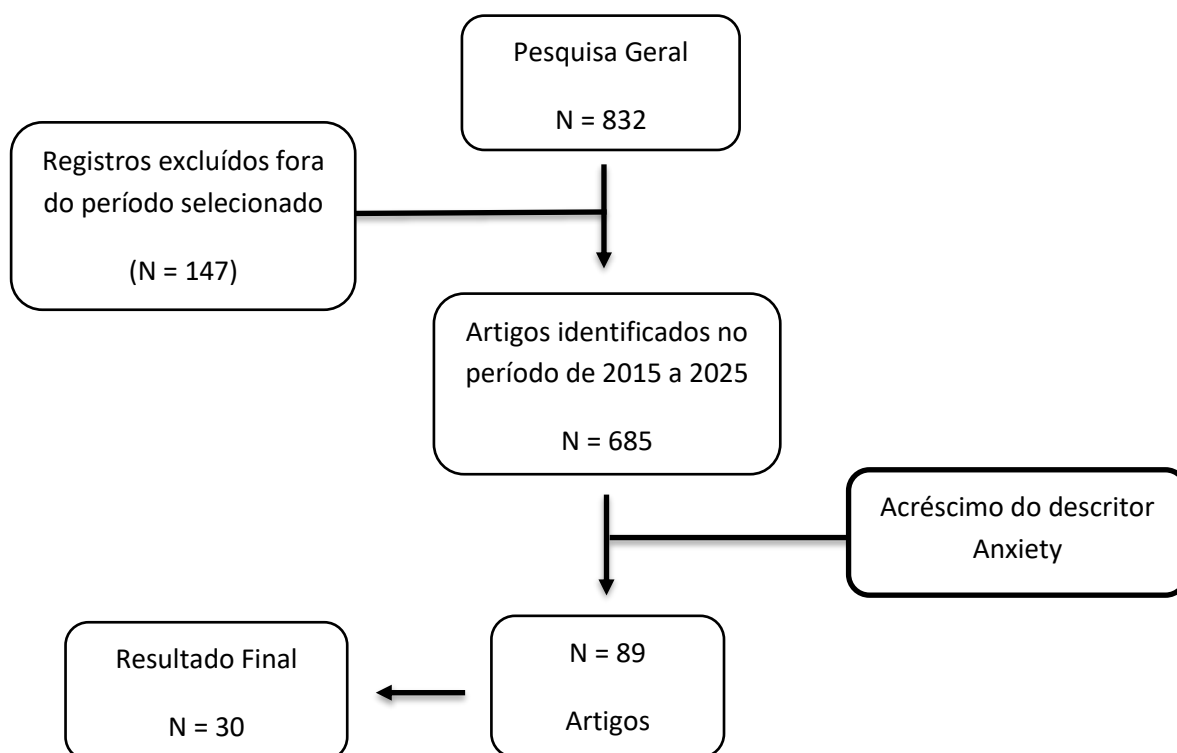 Pesquisa Geral
N = 832
Registros excluídos fora
do período selecionado
(N = 147)
Artigos identificados no
período de 2015 a 2025
N = 685
Acréscimo do descritor
Anxiety
N = 89
Artigos
Resultado Final
N = 30